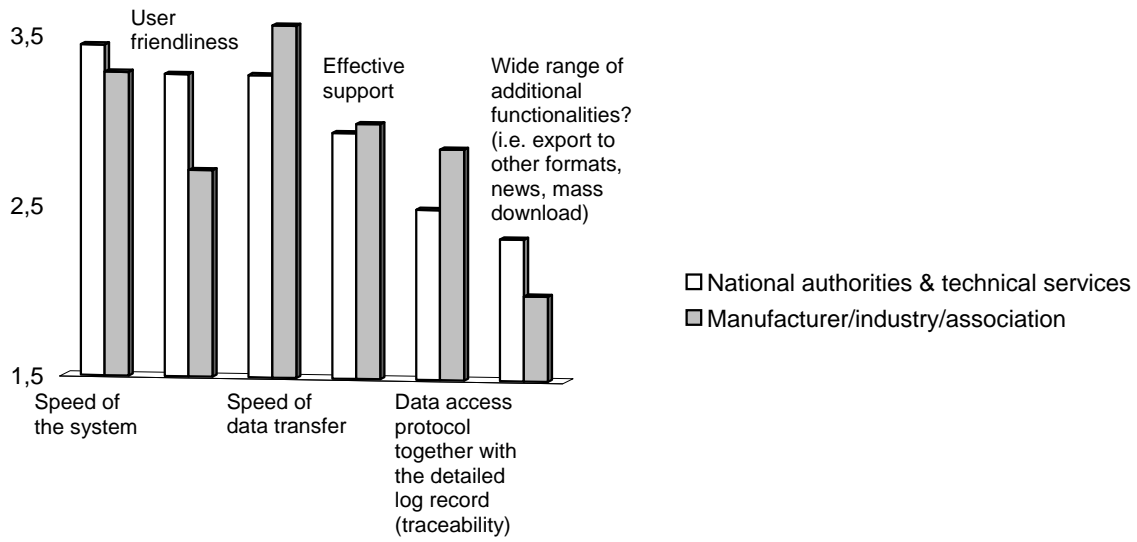 User
friendliness
3,5
Effective
support
Wide range of
additional
functionalities?
(i.e. export to
other formats,
news, mass
download)
2,5
National authorities & technical services
Manufacturer/industry/association
1,5
Speed of
the system
Speed of
data transfer
Data access
protocol
together with
the detailed
log record
(traceability)